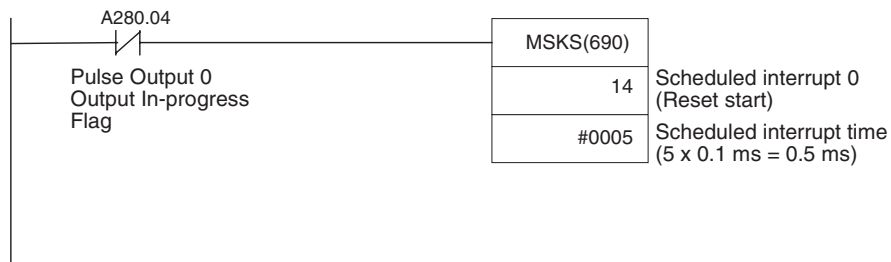 A280.04
Pulse Output 0
Output In-progress
Flag
MSKS(690)
14
Scheduled interrupt 0
(Reset start)
#0005
Scheduled interrupt time
(5 x 0.1 ms = 0.5 ms)